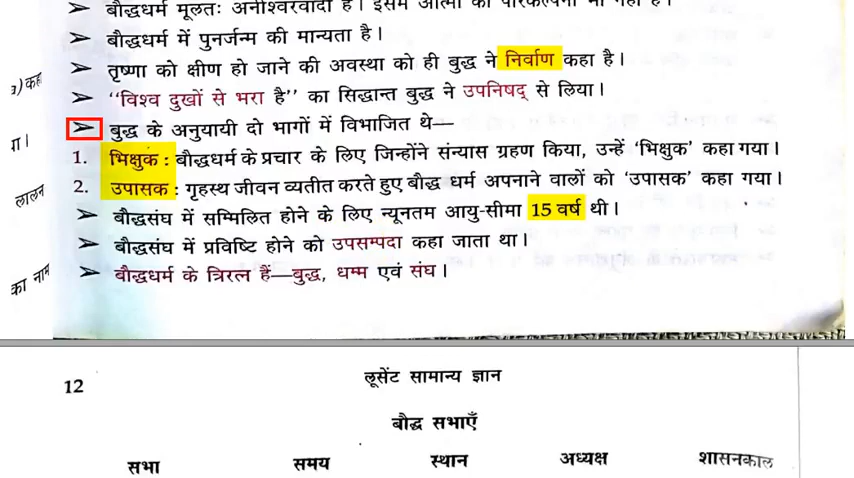 बौद्धधर्म मूलतः अनीश्वरवादी है। इसमें आत्मा की परिकल्पना भी नहीं है।
➤ बौद्धधर्म में पुनर्जन्म की मान्यता है।
➤ तृष्णा को क्षीण हो जाने की अवस्था को ही बुद्ध ने निर्वाण कहा है।
➤ "विश्व दुखों से भरा है" का सिद्धान्त बुद्ध ने उपनिषद् से लिया।
➤ बुद्ध के अनुयायी दो भागों में विभाजित थे—
1. भिक्षुक : बौद्धधर्म के प्रचार के लिए जिन्होंने संन्यास ग्रहण किया, उन्हें 'भिक्षुक' कहा गया।
2. उपासक : गृहस्थ जीवन व्यतीत करते हुए बौद्ध धर्म अपनाने वालों को 'उपासक' कहा गया।
➤ बौद्धसंघ में सम्मिलित होने के लिए न्यूनतम आयु-सीमा 15 वर्ष थी।
➤ बौद्धसंघ में प्रविष्टि होने को उपसम्पदा कहा जाता था।
➤ बौद्धधर्म के त्रिरत्न हैं—बुद्ध, धम्म एवं संघ।
कह
गा।
लालन
का नाम
12 लूसेंट सामान्य ज्ञान
बौद्ध सभाएँ
सभा समय स्थान अध्यक्ष शासनकाल